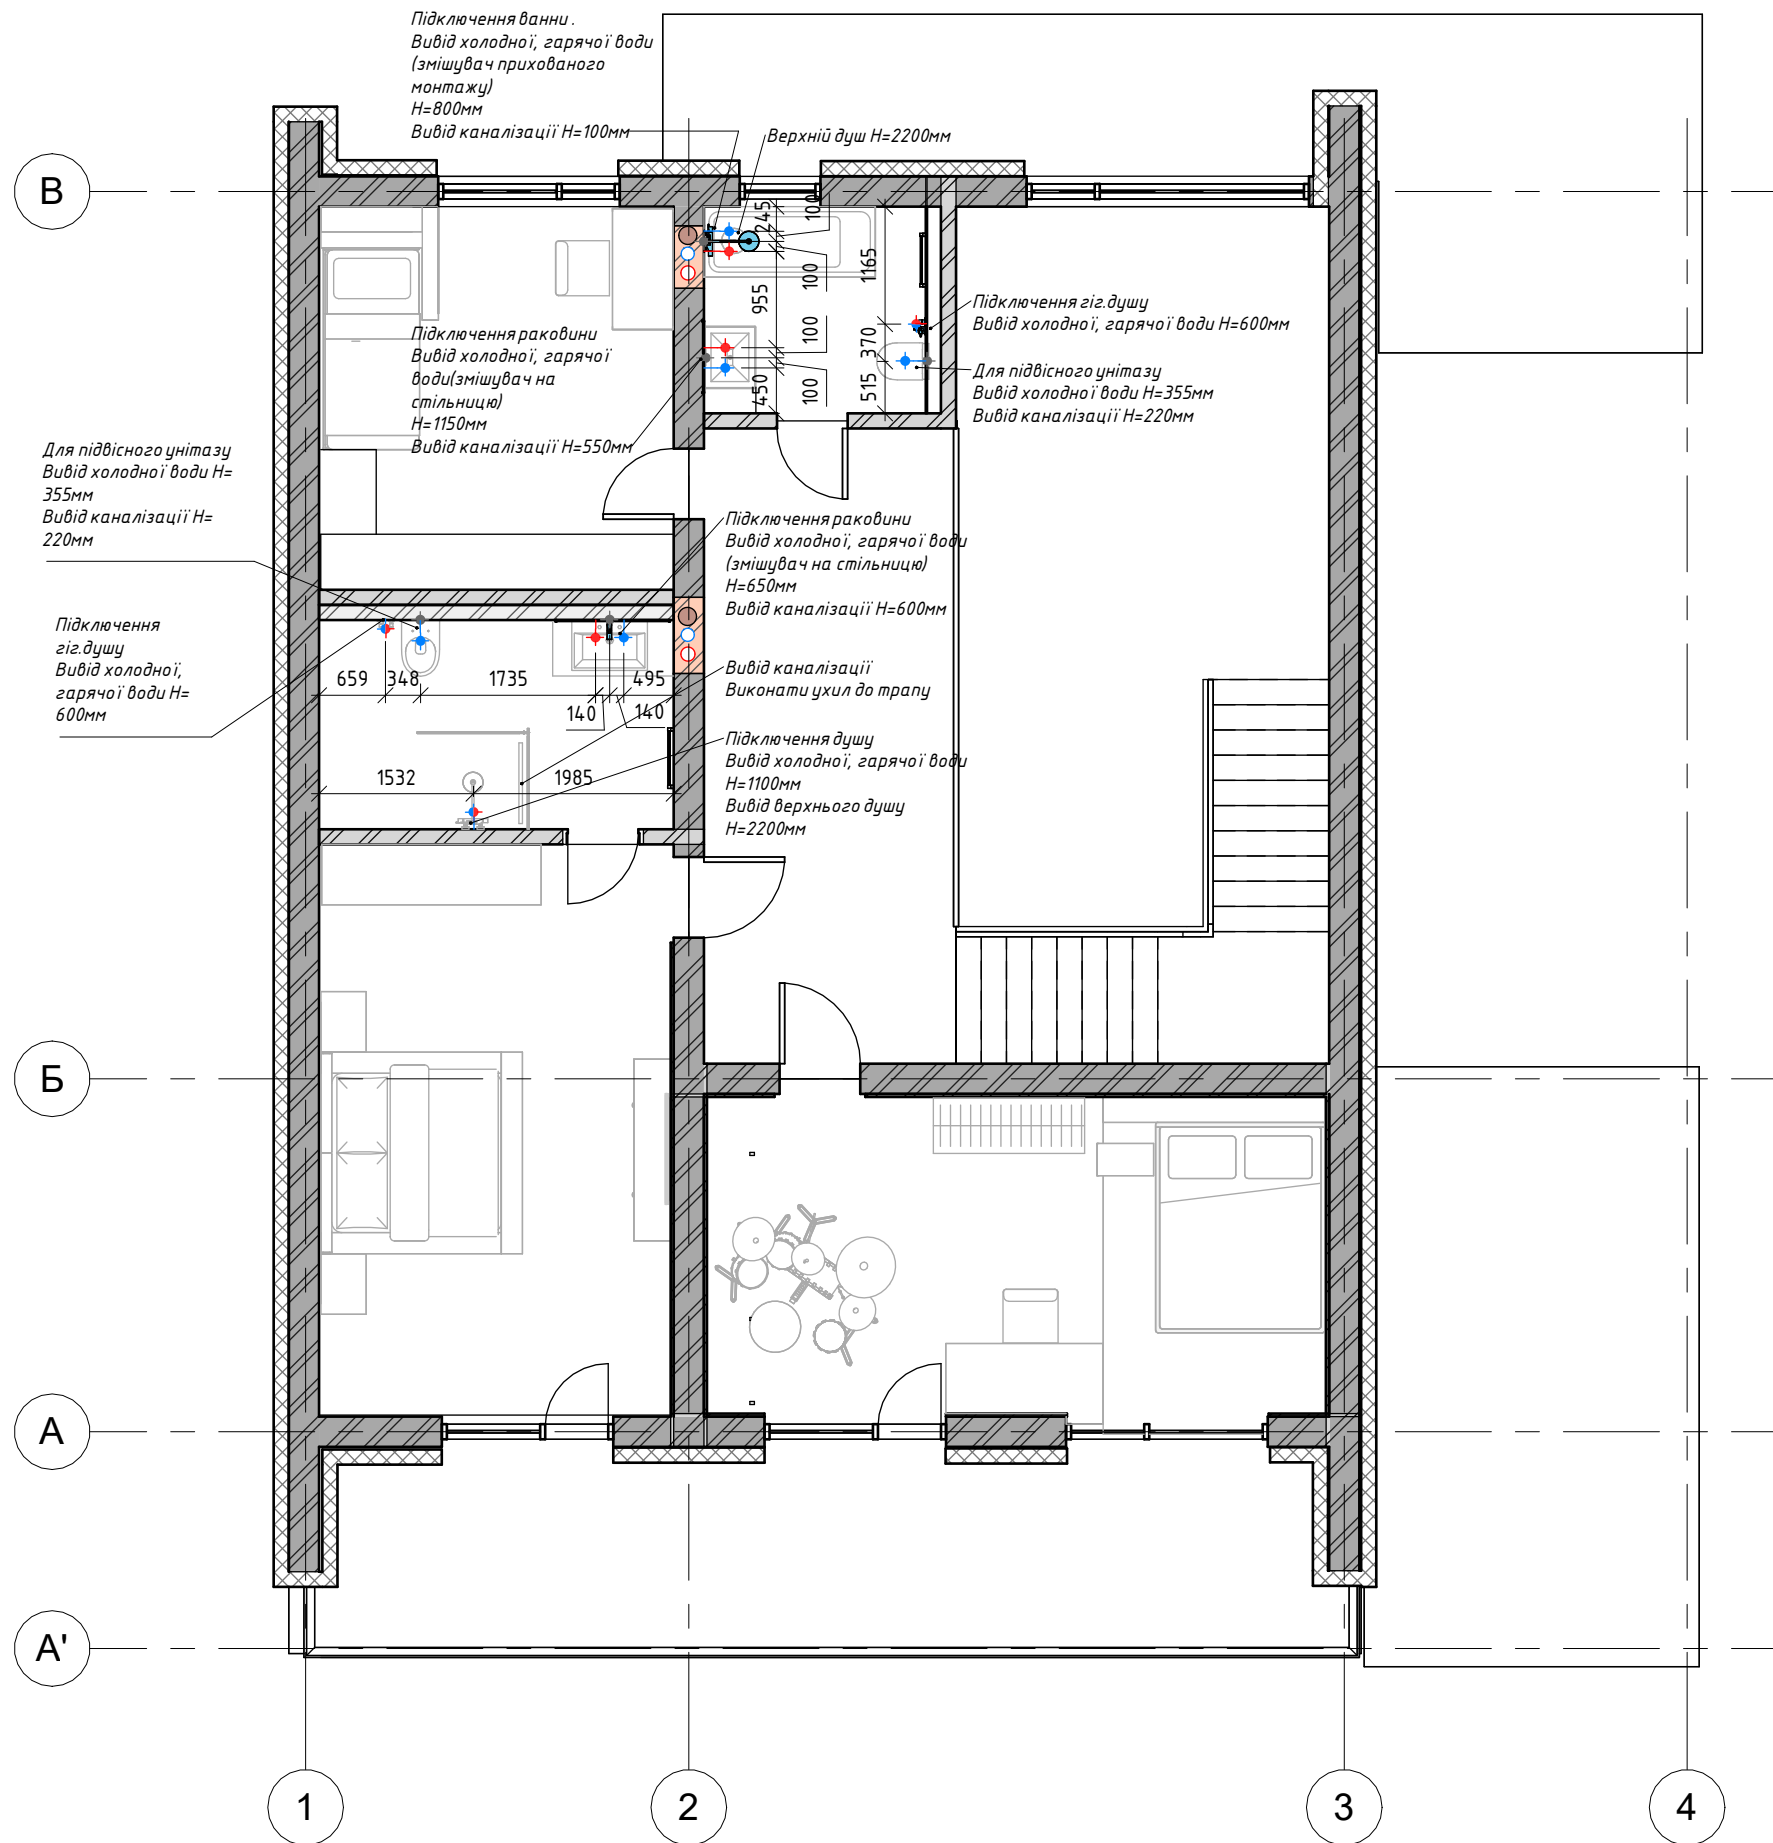 Підключення ванни .
Вивід холодної, гарячої води
(змішувач прихованого
монтажу)
H=800мм
Вивід каналізації H=100мм
Верхній душ H=2200мм
В
245
100
955
100
100
450
100
1165
370
515
Підключення гіг.душу
Вивід холодної, гарячої води H=600мм
Для підвісного унітазу
Вивід холодної води H=355мм
Вивід каналізації H=220мм
Підключення раковини
Вивід холодної, гарячої
води(змішувач на
стільницю)
H=1150мм
Вивід каналізації H=550мм
Для підвісного унітазу
Вивід холодної води H=
355мм
Вивід каналізації H=
220мм
Підключення раковини
Вивід холодної, гарячої води
(змішувач на стільницю)
H=650мм
Вивід каналізації H=600мм
Підключення
гіг.душу
Вивід холодної,
гарячої води H=
600мм
659
348
1735
495
140
140
Вивід каналізації
Виконати ухил до трапу
Підключення душу
Вивід холодної, гарячої води
H=1100мм
Вивід верхнього душу
H=2200мм
1532
1985
Б
А
А'
1
2
3
4